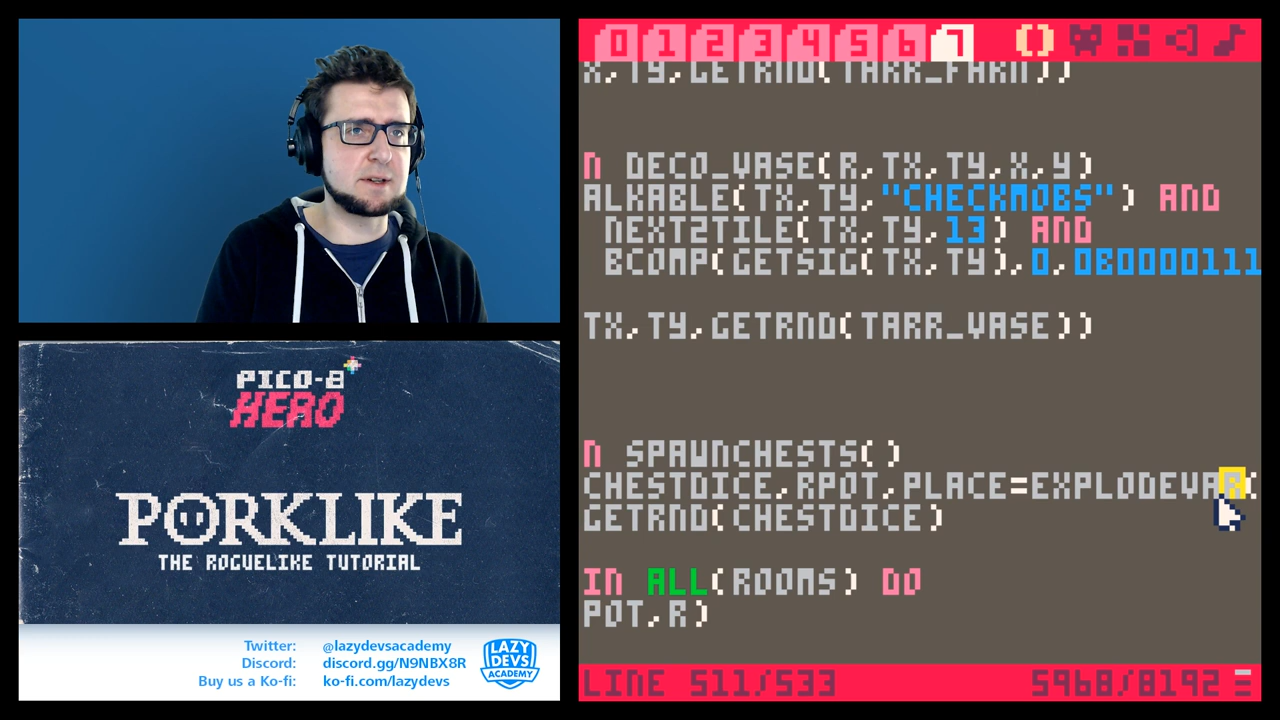 0 1 2 3 4 5 6 7 ()
X,TY,GETRND(TARR_FARN))
N DECO_VASE(R,TX,TY,X,Y)
ALKABLE(TX,TY,"CHECKMOBS") AND
NEXT2TILE(TX,TY,13) AND
BCOMP(GETSIG(TX,TY),0,0B0000111
TX,TY,GETRND(TARR_VASE))
N SPAWNCHESTS()
CHESTDICE,RPOT,PLACE=EXPLODEVAR(
GETRND(CHESTDICE)
IN ALL(ROOMS) DO
POT,R)
LINE 511/533
5968/8192
PICO-8
HERO
PORKLIKE
THE ROGUELIKE TUTORIAL
Twitter: @lazydevsacademy
Discord: discord.gg/N9NBX8R
Buy us a Ko-fi: ko-fi.com/lazydevs
LAZY
DEVS
ACADEMY